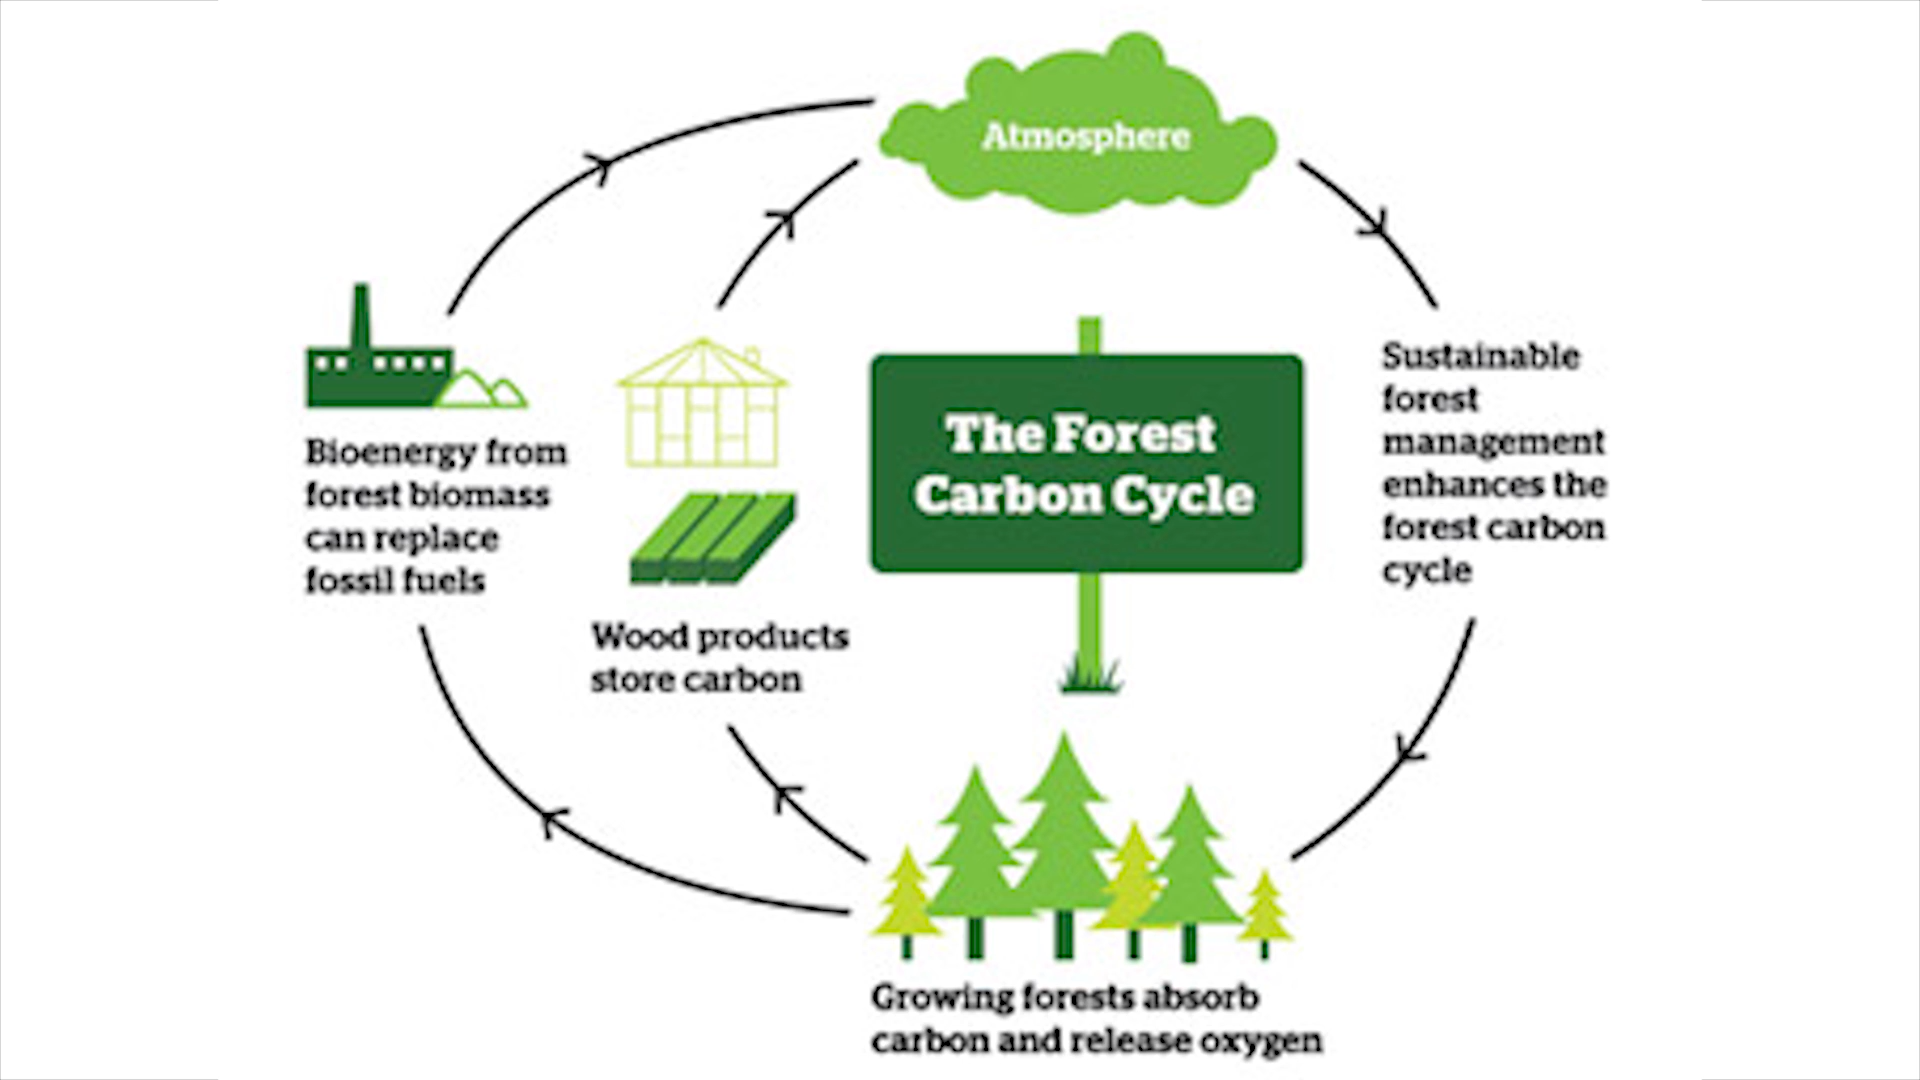 Atmosphere
The Forest
Carbon Cycle
Sustainable
forest
management
enhances the
forest carbon
cycle
Bioenergy from
forest biomass
can replace
fossil fuels
Wood products
store carbon
Growing forests absorb
carbon and release oxygen